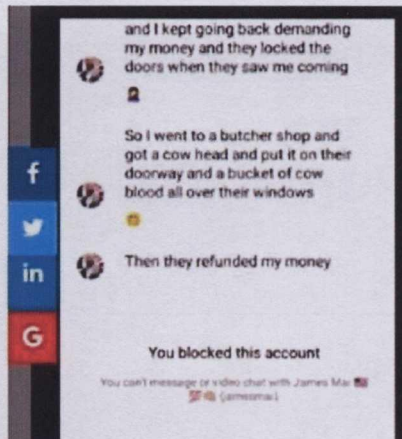 and I kept going back demanding
my money and they locked the
doors when they saw me coming
So I went to a butcher shop and
got a cow head and put it on their
doorway and a bucket of cow
blood all over their windows
Then they refunded my money
f
in
G
You blocked this account
You can't message or video chat with James Mai